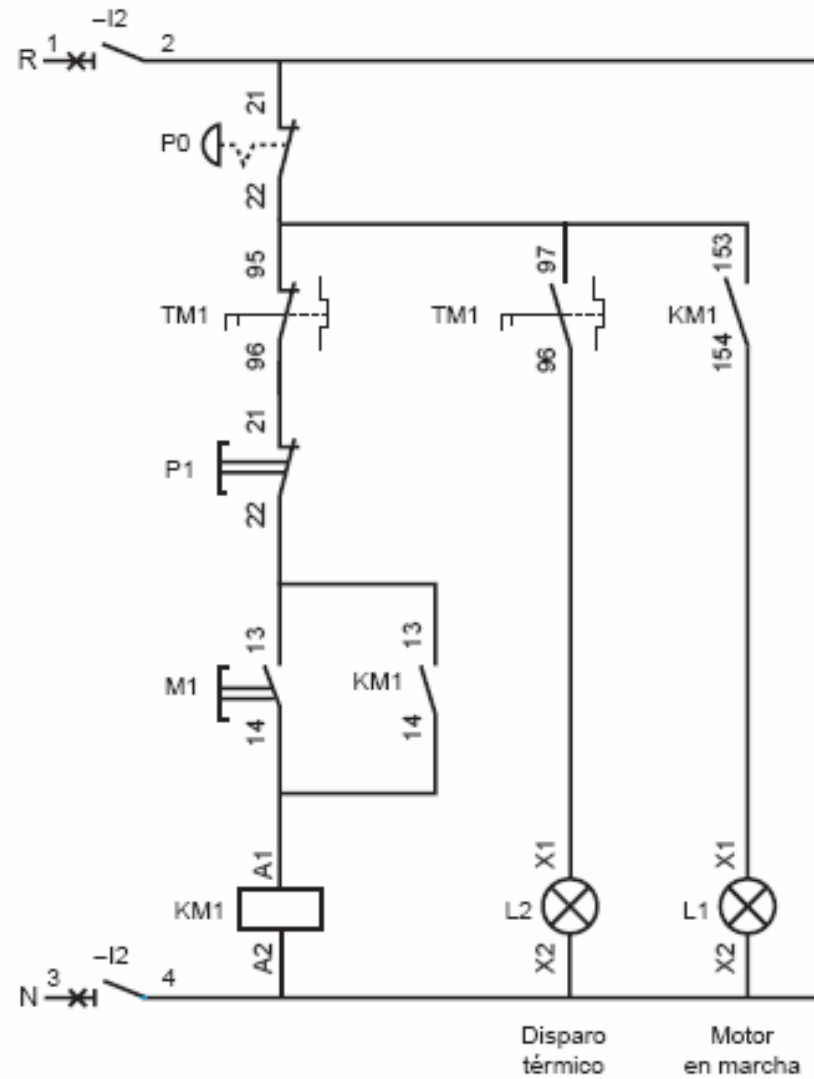 –I2
R 1 2
21
P0
22
95 97 153
TM1 TM1 KM1
96 96 154
21
P1
22
13 13
M1 KM1
14 14
A1 X1 X1
KM1 L2 L1
A2 X2 X2
–I2
N 3 4
Disparo térmico
Motor en marcha